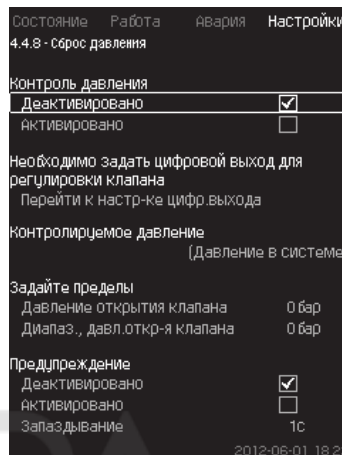 Состояние Работа Авария Настройки
4.4.8 - Сброс давления
Контроль давления
Деактивировано
Активировано
Необходимо задать цифровой выход для
регулировки клапана
Перейти к настр-ке цифр.выхода
Контролируемое давление
(Давление в системе
Задайте пределы
Давление открытия клапана 0 бар
Диапаз., давл.откр-я клапана 0 бар
Предупреждение
Деактивировано
Активировано
Запаздывание 1с
2012-06-01 18:2